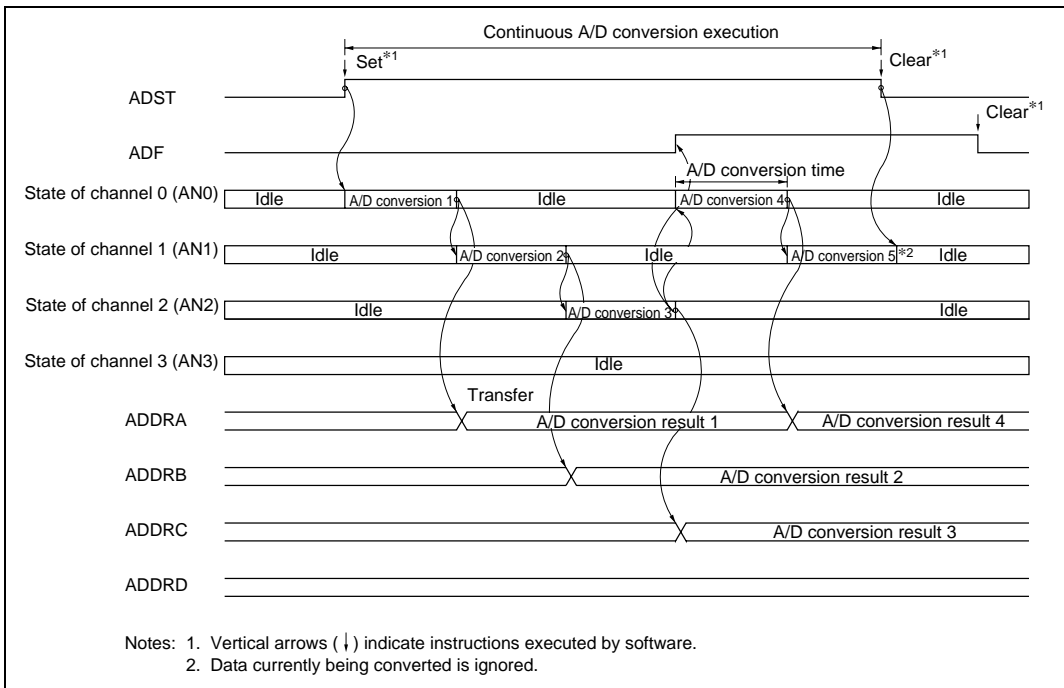 Continuous A/D conversion execution
Set*1
Clear*1
ADST
Clear*1
ADF
A/D conversion time
State of channel 0 (AN0)
Idle
A/D conversion 1
Idle
A/D conversion 4
Idle
State of channel 1 (AN1)
Idle
A/D conversion 2
Idle
A/D conversion 5
*2
Idle
State of channel 2 (AN2)
Idle
A/D conversion 3
Idle
State of channel 3 (AN3)
Idle
Transfer
ADDRA
A/D conversion result 1
A/D conversion result 4
ADDRB
A/D conversion result 2
ADDRC
A/D conversion result 3
ADDRD
Notes: 1. Vertical arrows (↓) indicate instructions executed by software.
2. Data currently being converted is ignored.